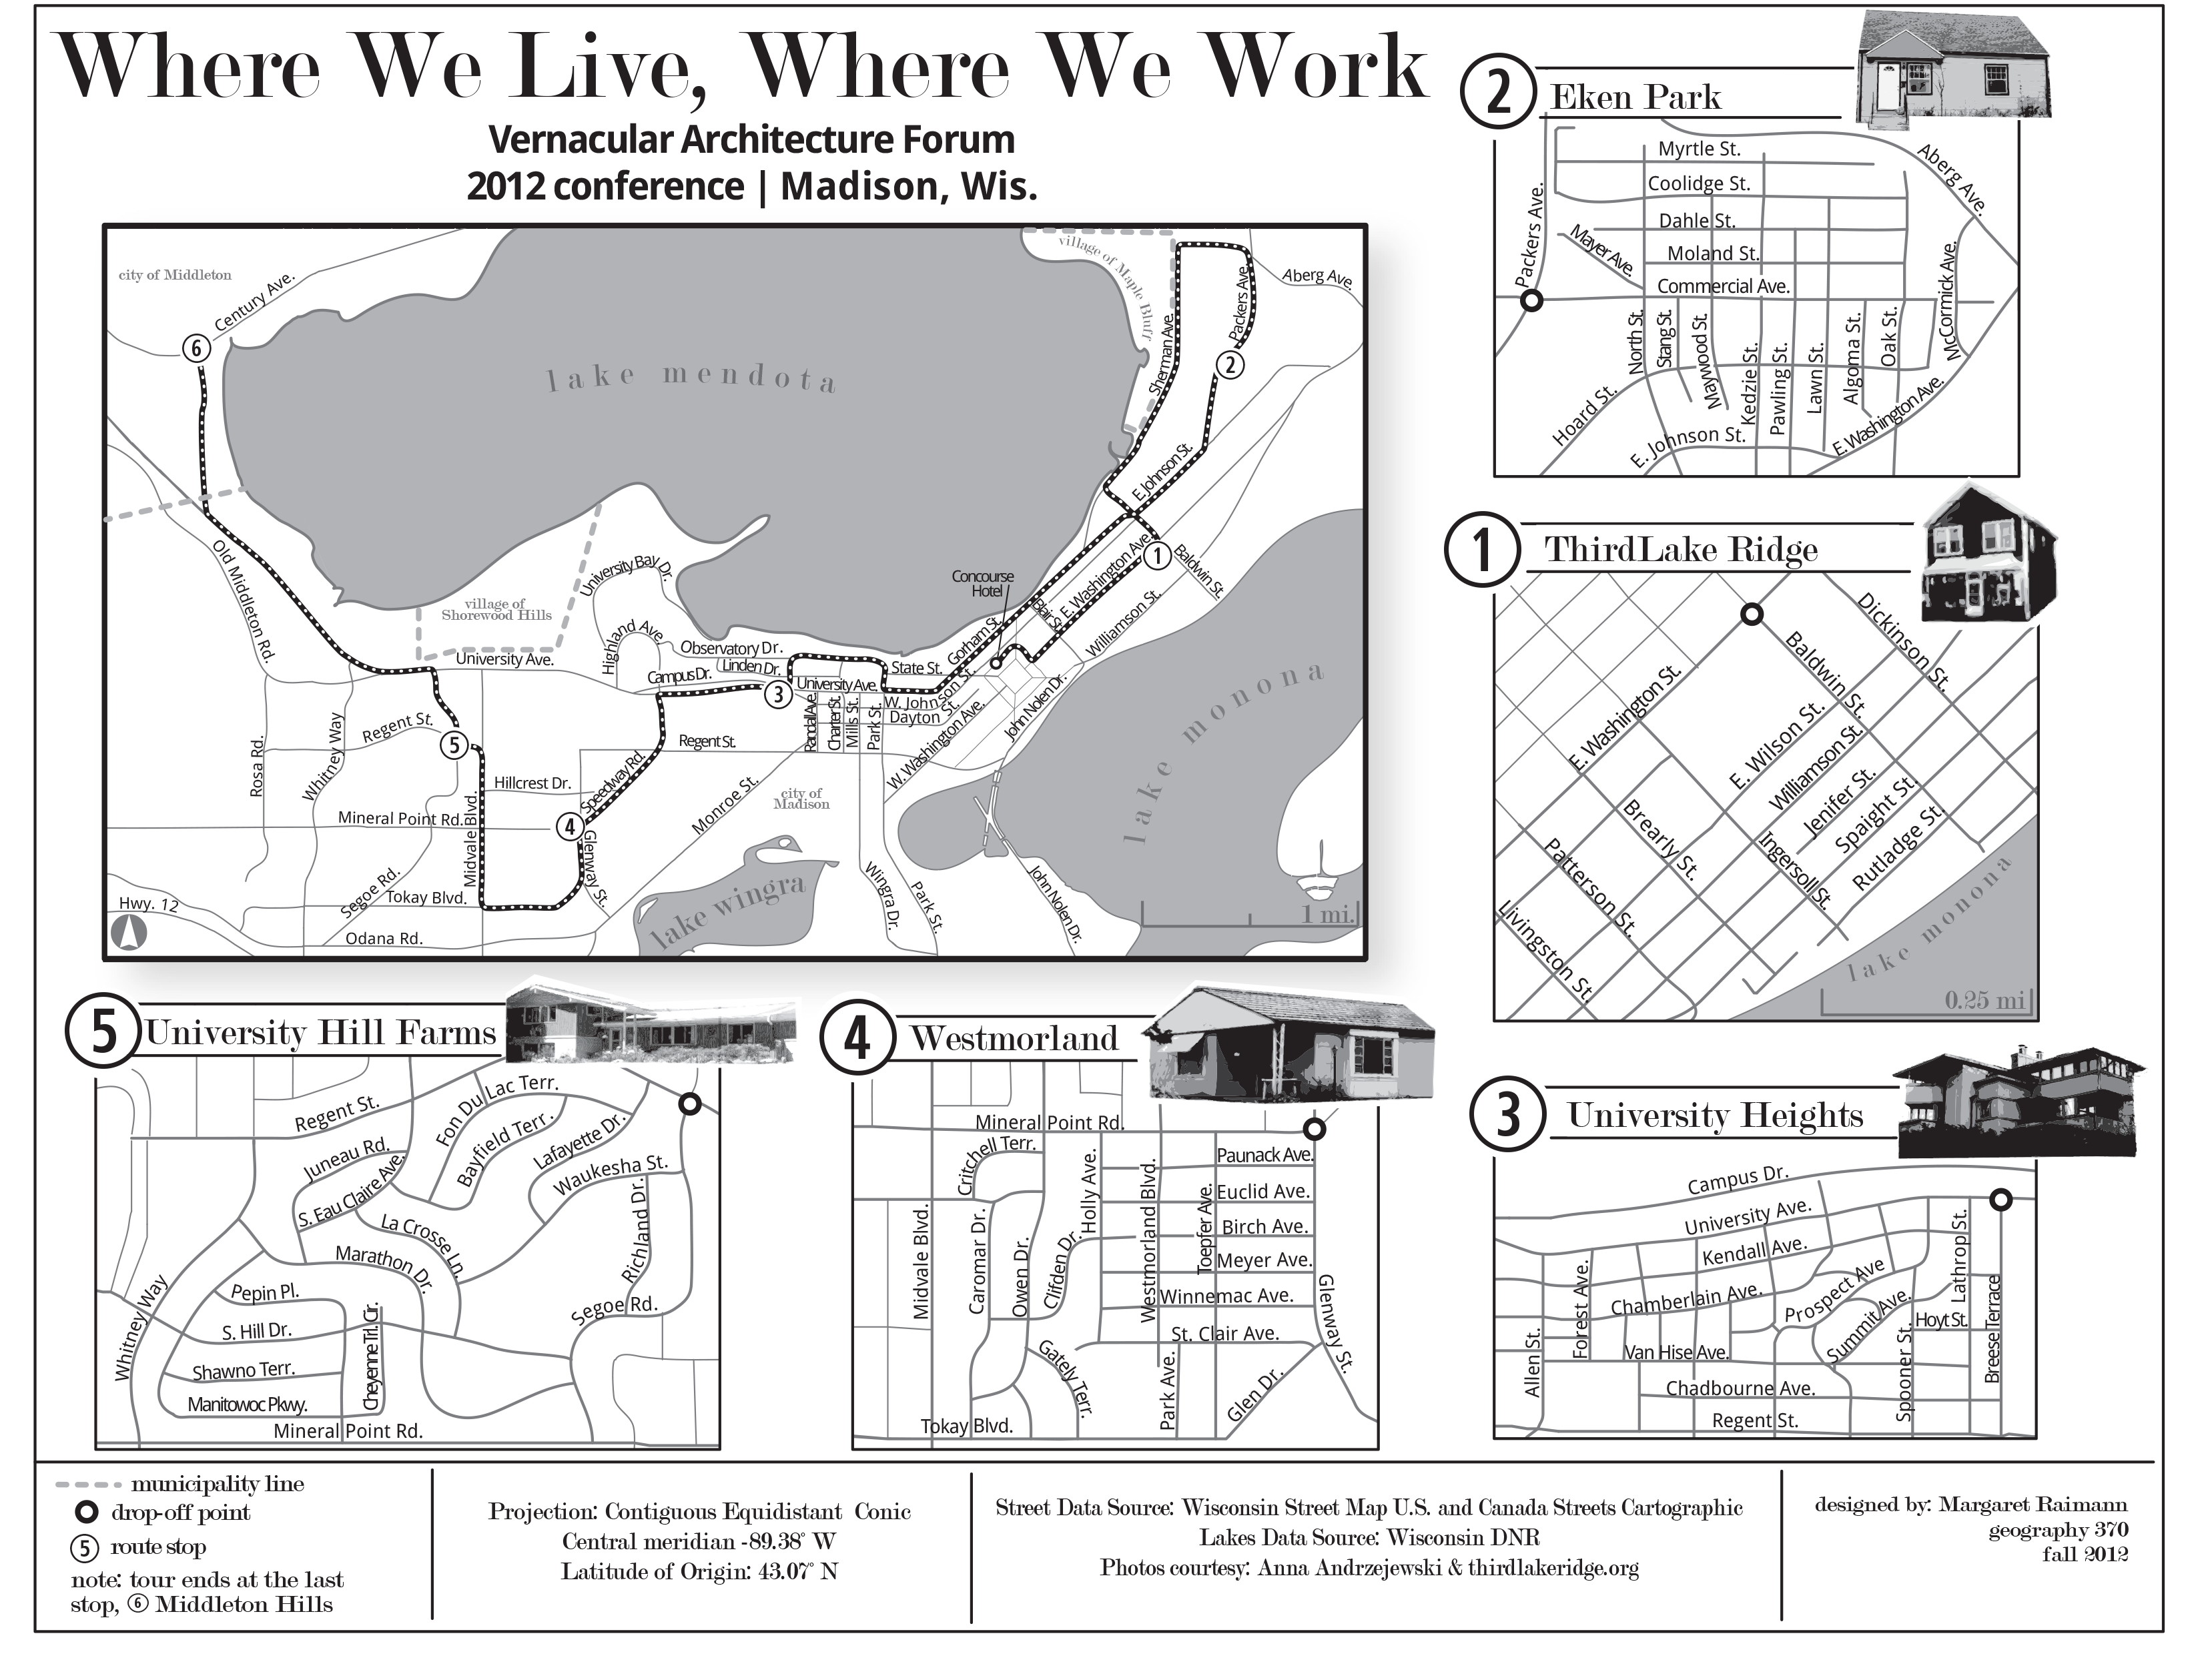 Where We Live, Where We Work
Vernacular Architecture Forum
2012 conference | Madison, Wis.
city of Middleton
Century Ave.
6
lake mendota
village of Maple Bluff
Sherman Ave.
Packers Ave.
Aberg Ave.
2
E. Johnson St.
1
Baldwin St.
Concourse
Hotel
Blair St.
E. Washington Ave.
Williamson St.
Gorham St.
Old Middleton Rd.
village of
Shorewood Hills
University Bay Dr.
Highland Ave
Observatory Dr.
Linden Dr.
Campus Dr.
University Ave.
3
University Ave.
State St.
W. Johnson St.
Dayton St.
W. Washington Ave.
John Nolen Dr.
Randall Ave.
Charter St.
Mills St.
Park St.
lake monona
Regent St.
5
Regent St.
Rosa Rd.
Whitney Way
Hillcrest Dr.
Speedway Rd.
Monroe St.
city of
Madison
Mineral Point Rd.
4
Midvale Blvd.
Glenway St.
Segoe Rd.
Tokay Blvd.
Odana Rd.
Hwy. 12
lake wingra
Wingra Dr.
Park St.
John Nolen Dr.
1 mi.
2
Eken Park
Myrtle St.
Coolidge St.
Dahle St.
Moland St.
Commercial Ave.
Packers Ave.
Mayer Ave.
Aberg Ave.
McCormick Ave.
North St.
Stang St.
Maywood St.
Kedzie St.
Pawling St.
Lawn St.
Algoma St.
Oak St.
Hoard St.
E. Johnson St.
E. Washington Ave.
1
ThirdLake Ridge
Dickinson St.
Baldwin St.
E. Washington St.
E. Wilson St.
Williamson St.
Jenifer St.
Spaight St.
Rutladge St.
Brearly St.
Ingersoll St.
Patterson St.
Livingston St.
lake monona
0.25 mi
5
University Hill Farms
Regent St.
Fon Du Lac Terr.
Bayfield Terr.
Lafayette Dr.
Waukesha St.
Juneau Rd.
S. Eau Claire Ave.
La Crosse Ln.
Marathon Dr.
Richland Dr.
Segoe Rd.
Pepin Pl.
S. Hill Dr.
Shawno Terr.
Manitowoc Pkwy.
Mineral Point Rd.
Whitney Way
Cheyenne Trl. Cir.
4
Westmorland
Mineral Point Rd.
Critchell Terr.
Paunack Ave.
Euclid Ave.
Birch Ave.
Meyer Ave.
Winnemac Ave.
St. Clair Ave.
Midvale Blvd.
Caromar Dr.
Owen Dr.
Clifden Dr.
Holly Ave.
Westmorland Blvd.
Toepfer Ave.
Glenway St.
Gately Terr.
Park Ave.
Glen Dr.
Tokay Blvd.
3
University Heights
Campus Dr.
University Ave.
Kendall Ave.
Chamberlain Ave.
Prospect Ave
Summit Ave.
Lathrop St.
Hoyt St.
Breese Terrace
Forest Ave.
Allen St.
Van Hise Ave.
Chadbourne Ave.
Spooner St.
Regent St.
municipality line
drop-off point
5 route stop
note: tour ends at the last
stop, 6 Middleton Hills
Projection: Contiguous Equidistant Conic
Central meridian -89.38° W
Latitude of Origin: 43.07° N
Street Data Source: Wisconsin Street Map U.S. and Canada Streets Cartographic
Lakes Data Source: Wisconsin DNR
Photos courtesy: Anna Andrzejewski & thirdlakeridge.org
designed by: Margaret Raimann
geography 370
fall 2012